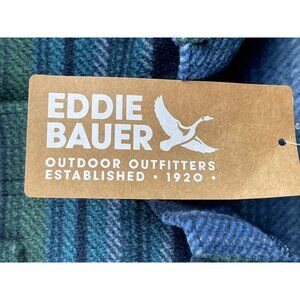 EDDIE
BAUER
OUTDOOR OUTFITTERS
ESTABLISHED • 1920 •